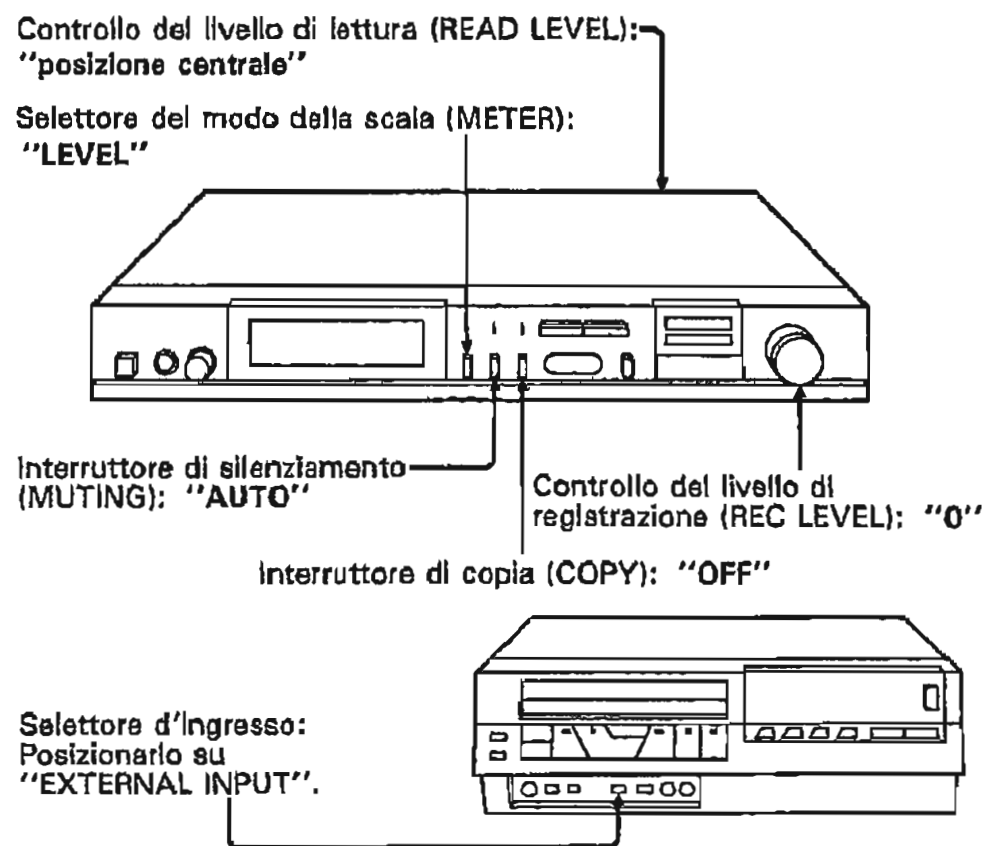 Controllo del livello di lettura (READ LEVEL):
"posizione centrale"
Selettore del modo della scala (METER):
"LEVEL"
Interruttore di silenziamento
(MUTING): "AUTO"
Controllo del livello di
registrazione (REC LEVEL): "0"
Interruttore di copia (COPY): "OFF"
Selettore d'Ingresso:
Posizionarlo su
"EXTERNAL INPUT".